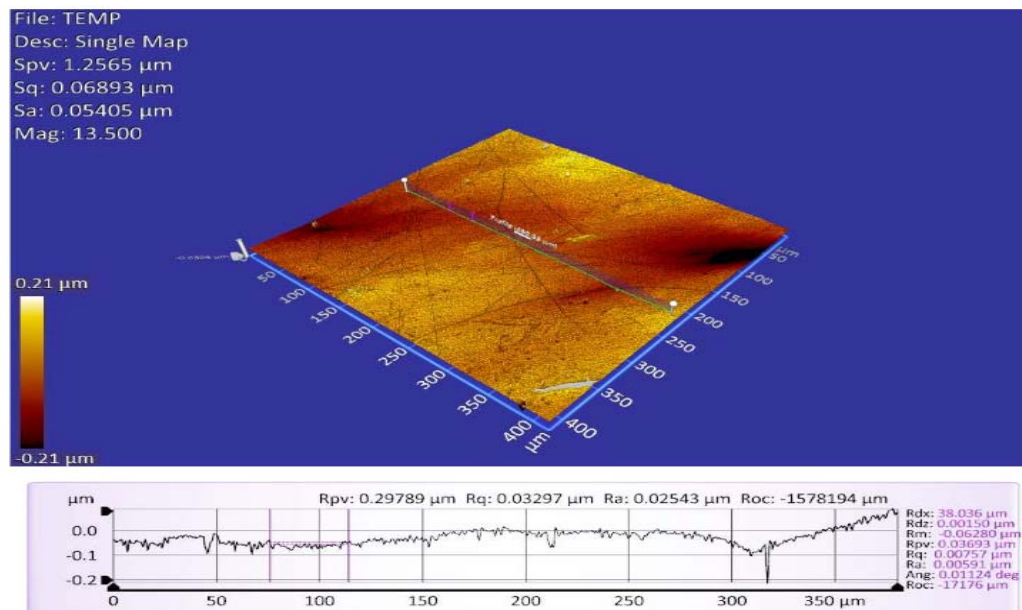 File: TEMP
Desc: Single Map
Spv: 1.2565 µm
Sq: 0.06893 µm
Sa: 0.05405 µm
Mag: 13.500
0.21 µm
-0.21 µm
50
100
150
200
250
300
350
400
µm
µm
50
100
150
200
250
300
350
400
µm
Rpv: 0.29789 µm Rq: 0.03297 µm Ra: 0.02543 µm Roc: -1578194 µm
0.0
-0.1
-0.2
0 50 100 150 200 250 300 350 µm
Rdx: 38.036 µm
Rdz: 0.00150 µm
Rm: -0.06280 µm
Rpv: 0.03693 µm
Rq: 0.00757 µm
Ra: 0.00591 µm
Ang: 0.01124 deg
Roc: -17176 µm